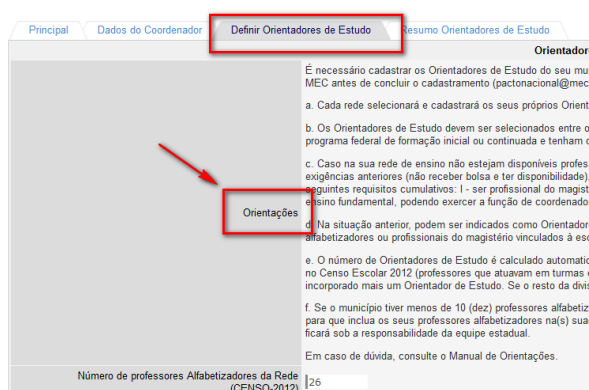 Principal Dados do Coordenador Definir Orientadores de Estudo Resumo Orientadores de Estudo
Orientador
É necessário cadastrar os Orientadores de Estudo do seu mu
MEC antes de concluir o cadastramento (pactonacional@mec
a. Cada rede selecionará e cadastrará os seus próprios Orient
b. Os Orientadores de Estudo devem ser selecionados entre o
programa federal de formação inicial ou continuada e tenham
c. Caso na sua rede de ensino não estejam disponíveis profes
exigências anteriores (não receber bolsa e ter disponibilidade),
seguintes requisitos cumulativos: I - ser profissional do magist
ensino fundamental, podendo exercer a função de coordenado
Orientações
d. Na situação anterior, podem ser indicados como Orientador
alfabetizadores ou profissionais do magistério vinculados à es
e. O número de Orientadores de Estudo é calculado automatic
no Censo Escolar 2012 (professores que atuavam em turmas
incorporado mais um Orientador de Estudo. Se o resto da divis
f. Se o município tiver menos de 10 (dez) professores alfabetiz
para que inclua os seus professores alfabetizadores na(s) sua
ficará sob a responsabilidade da equipe estadual.
Em caso de dúvida, consulte o Manual de Orientações.
Número de professores Alfabetizadores da Rede
(CENSO-2012)
26